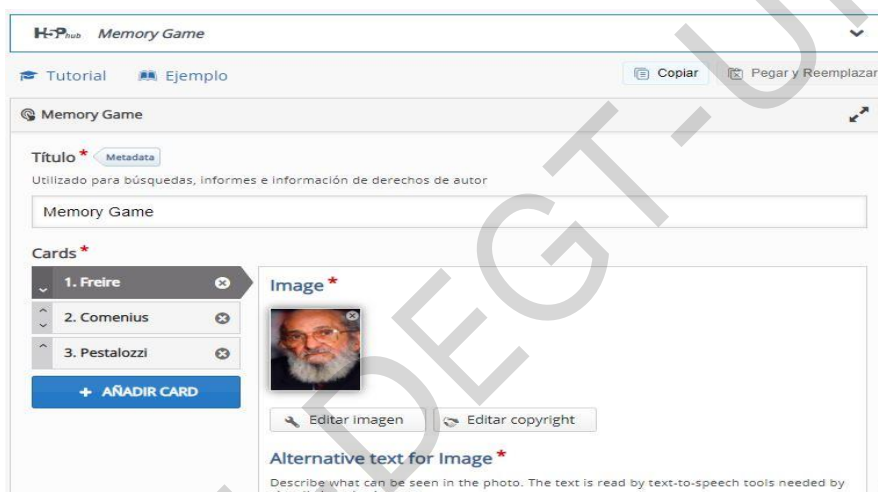 H5P hub Memory Game
Tutorial Ejemplo Copiar Pegar y Reemplazar
Memory Game
Título * Metadata
Utilizado para búsquedas, informes e información de derechos de autor
Memory Game
Cards *
1. Freire
2. Comenius
3. Pestalozzi
+ AÑADIR CARD
Image *
Editar imagen Editar copyright
Alternative text for Image *
Describe what can be seen in the photo. The text is read by text-to-speech tools needed by
DEGT-U